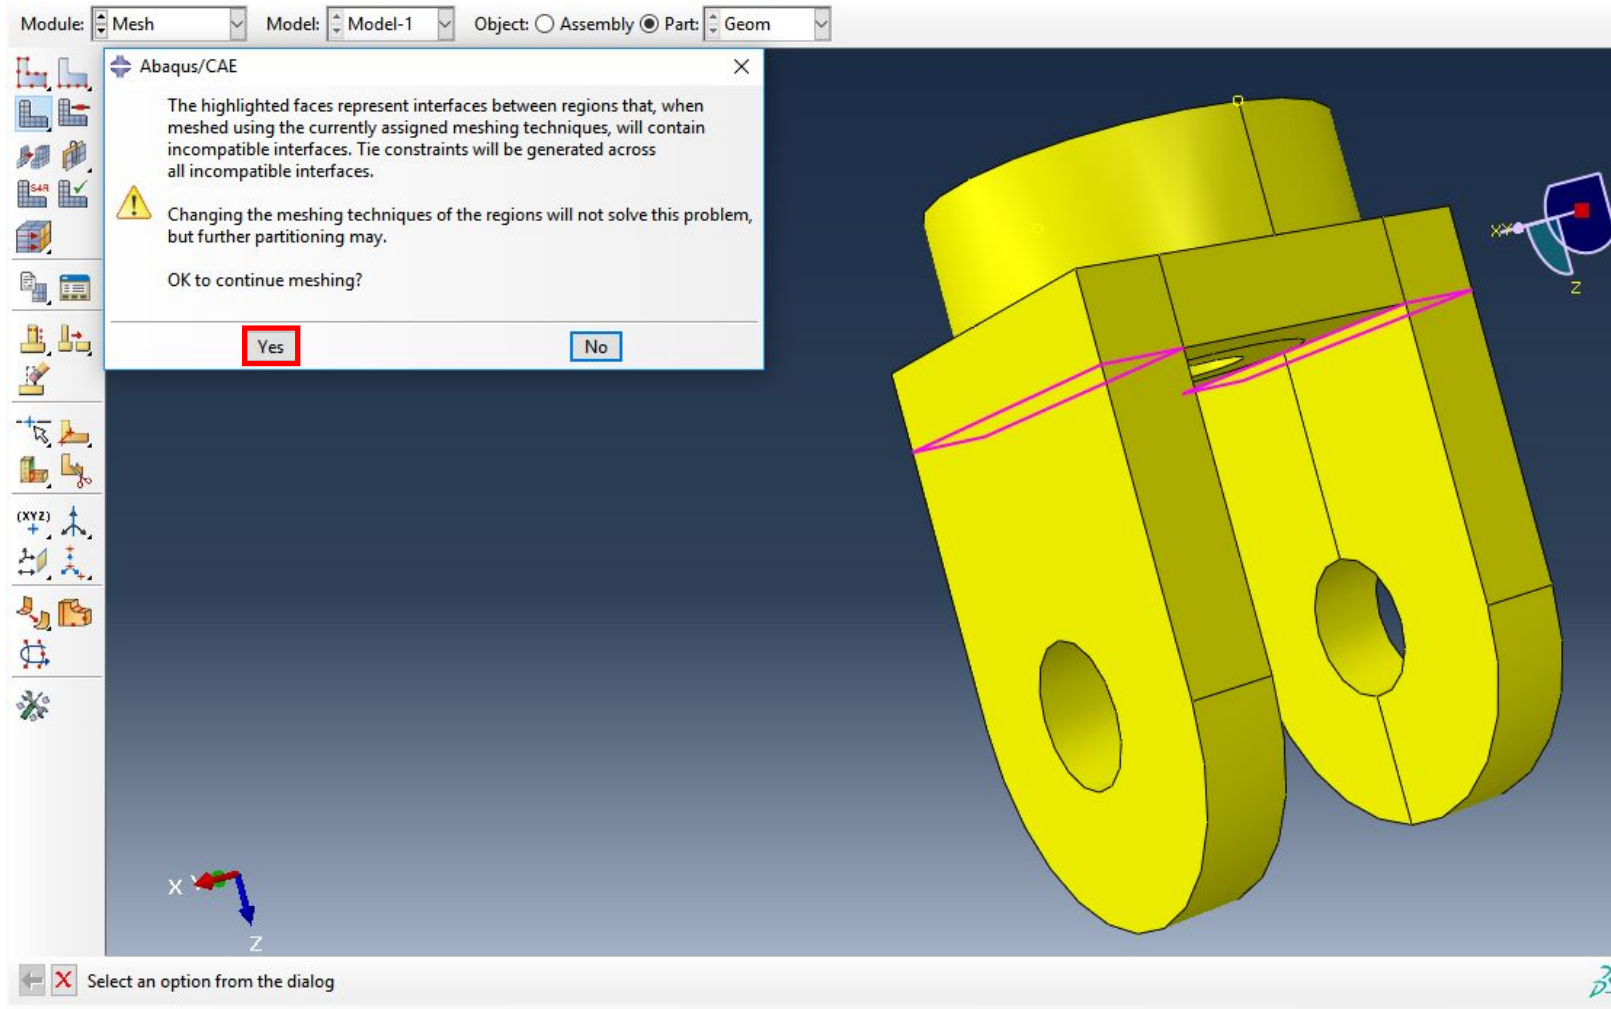 Module: Mesh Model: Model-1 Object: Assembly Part: Geom
Abaqus/CAE
The highlighted faces represent interfaces between regions that, when
meshed using the currently assigned meshing techniques, will contain
incompatible interfaces. Tie constraints will be generated across
all incompatible interfaces.
Changing the meshing techniques of the regions will not solve this problem,
but further partitioning may.
OK to continue meshing?
Yes No
S4R
(XYZ)
XY
Z
X Y
Z
Select an option from the dialog